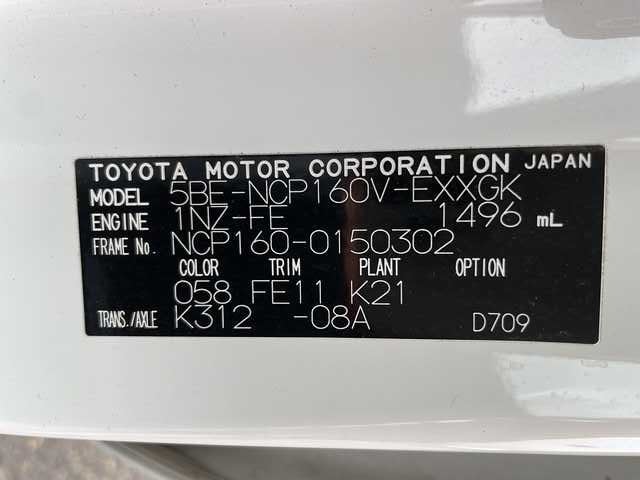 TOYOTA MOTOR CORPORATION JAPAN
MODEL 5BE-NCP160V-EXXGK
ENGINE 1NZ-FE 1496 mL
FRAME No. NCP160-0150302
COLOR TRIM PLANT OPTION
058 FE11 K21
TRANS./AXLE K312 -08A D709